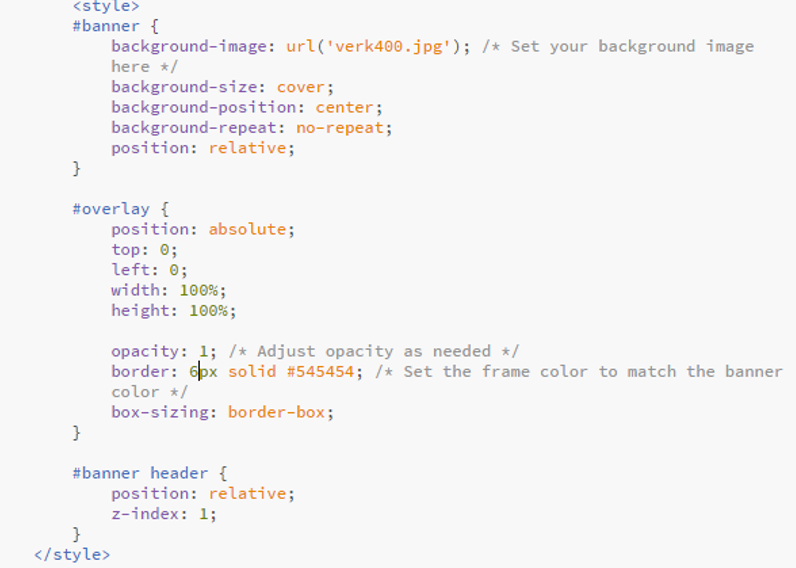 <style>
#banner {
background-image: url('verk400.jpg'); /* Set your background image
here */
background-size: cover;
background-position: center;
background-repeat: no-repeat;
position: relative;
}
#overlay {
position: absolute;
top: 0;
left: 0;
width: 100%;
height: 100%;
opacity: 1; /* Adjust opacity as needed */
border: 6px solid #545454; /* Set the frame color to match the banner
color */
box-sizing: border-box;
}
#banner header {
position: relative;
z-index: 1;
}
</style>